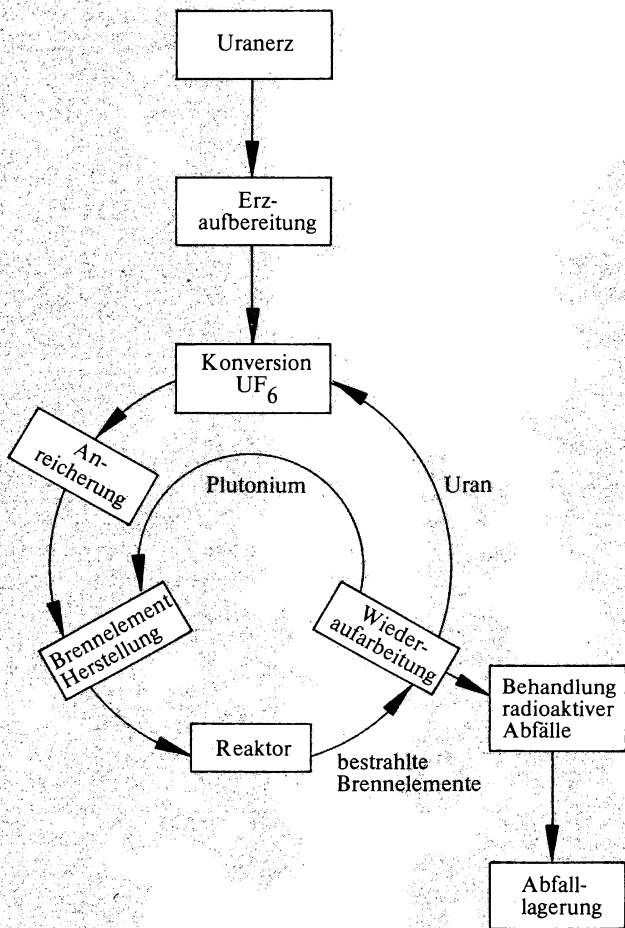 Uranerz
Erz-
aufbereitung
Konversion
UF6
An-
reicherung
Plutonium
Uran
Brennelement
Herstellung
Wieder-
aufarbeitung
Reaktor
bestrahlte
Brennelemente
Behandlung
radioaktiver
Abfälle
Abfall-
lagerung